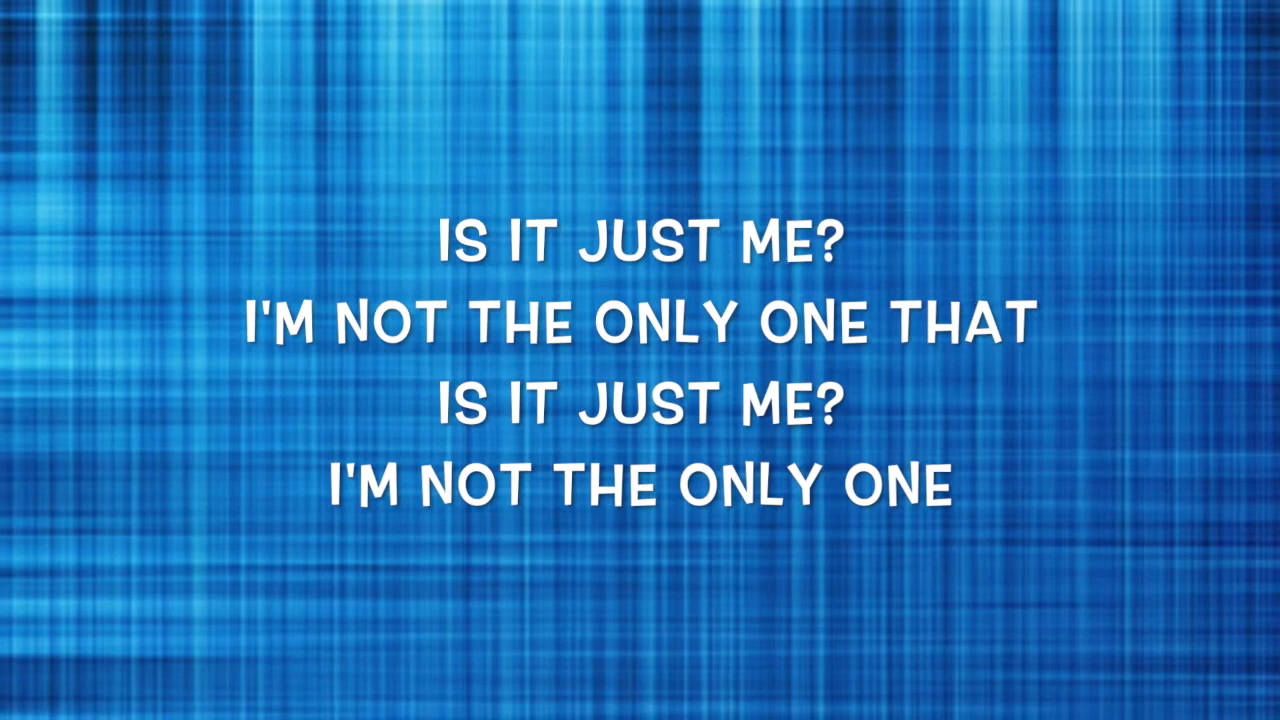 IS IT JUST ME?
I'M NOT THE ONLY ONE THAT
IS IT JUST ME?
I'M NOT THE ONLY ONE